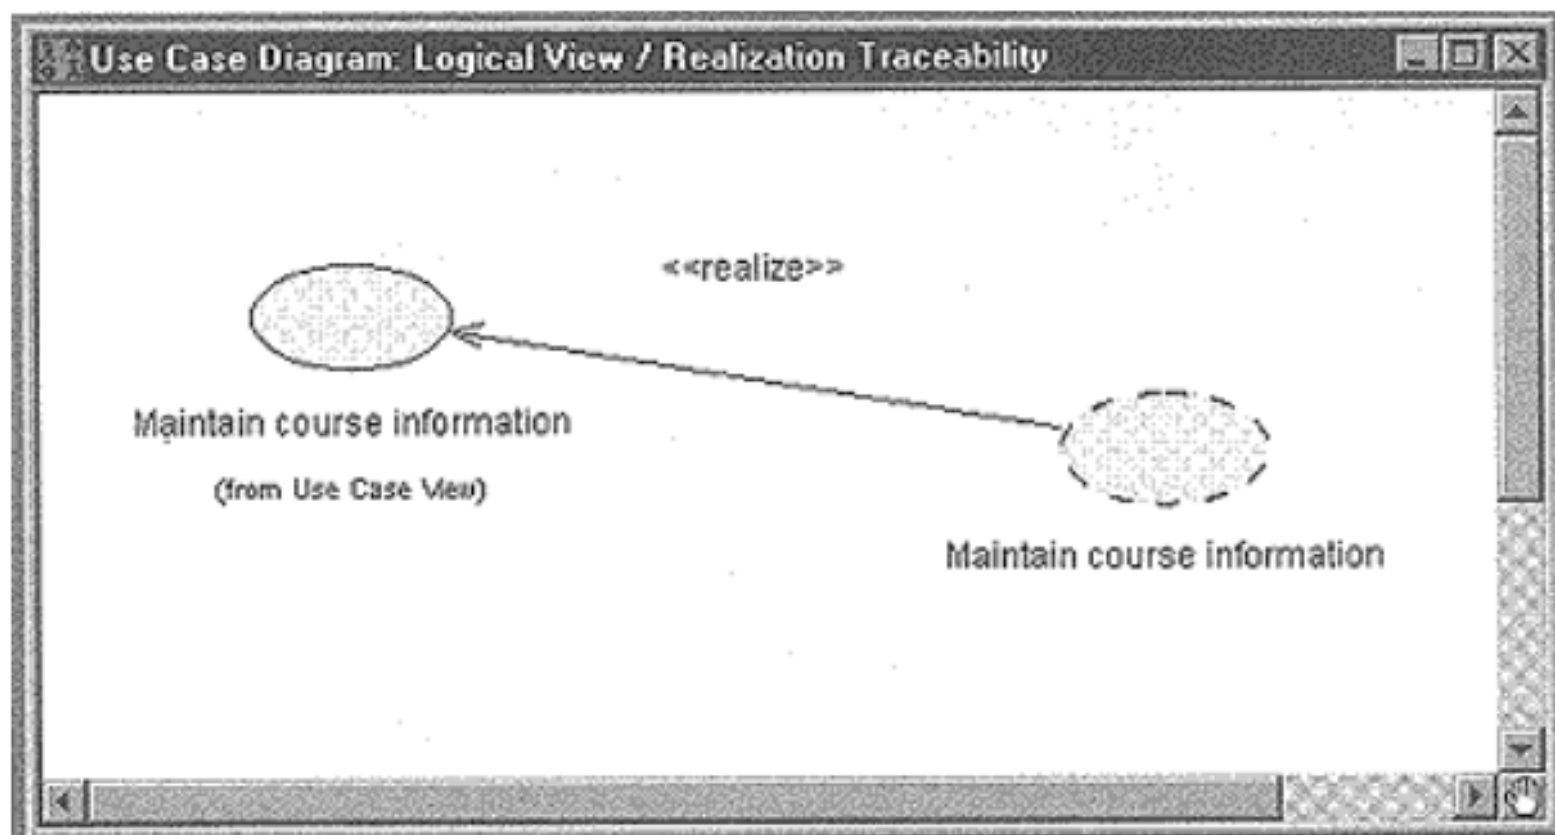 Use Case Diagram: Logical View / Realization Traceability
<<realize>>
Maintain course information
(from Use Case View)
Maintain course information